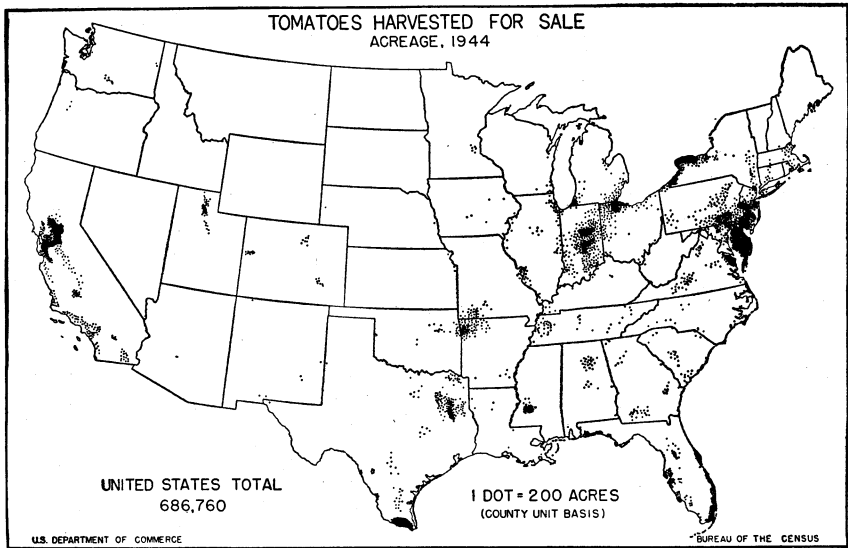 TOMATOES HARVESTED FOR SALE
ACREAGE, 1944
UNITED STATES TOTAL
686,760
1 DOT = 200 ACRES
(COUNTY UNIT BASIS)
U.S. DEPARTMENT OF COMMERCE
BUREAU OF THE CENSUS